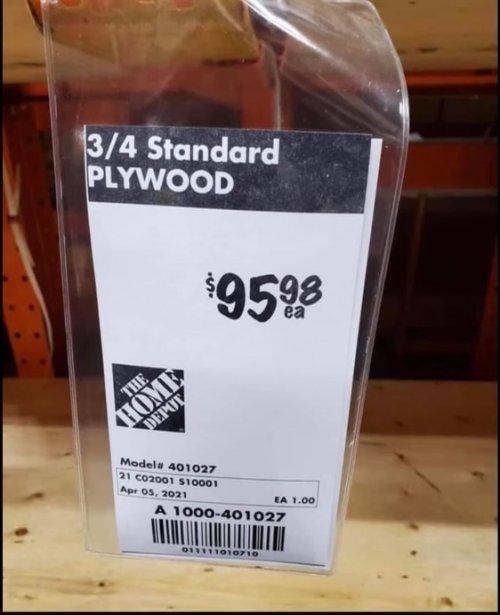 3/4 Standard
PLYWOOD
$95 98
ea
THE
HOME
DEPOT
Model# 401027
21 C02001 S10001
Apr 05, 2021 EA 1.00
A 1000-401027
011111010710